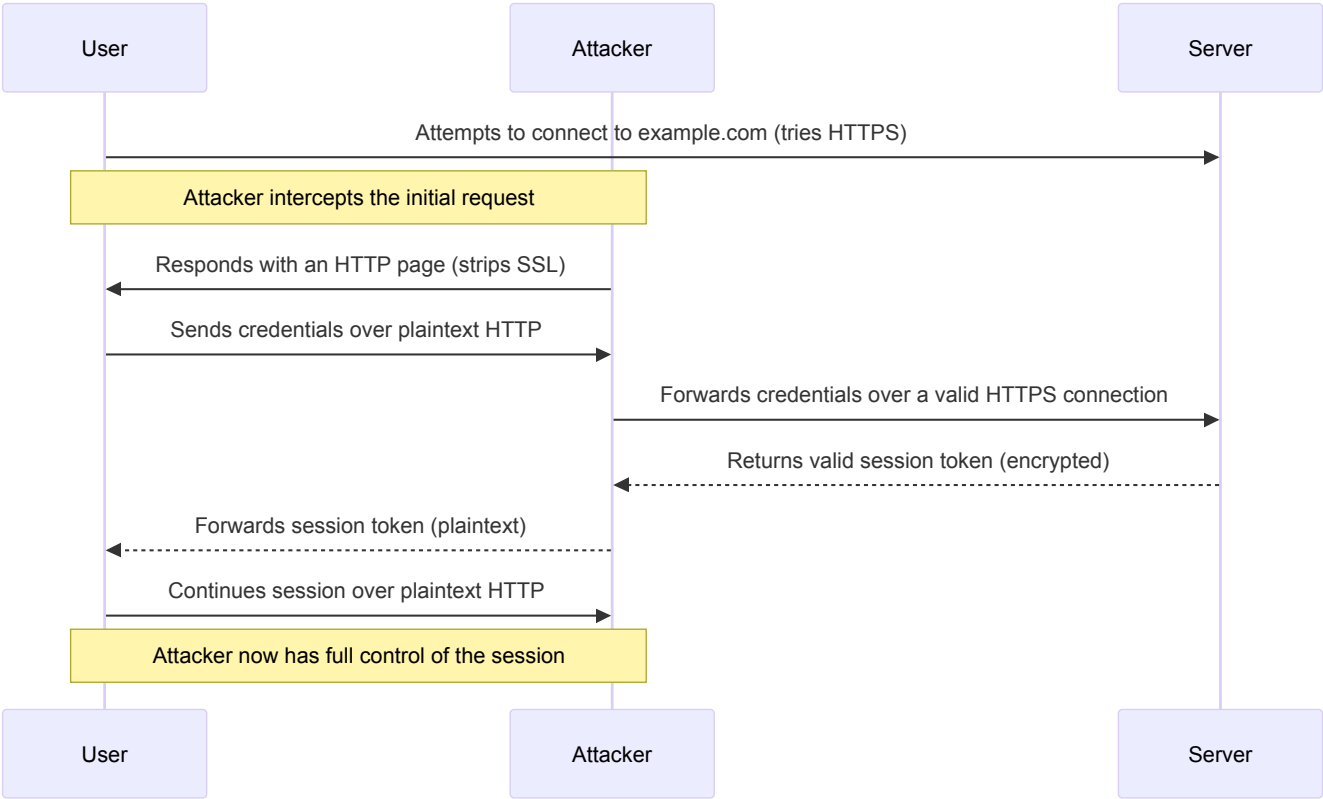 User
Attacker
Server
Attempts to connect to example.com (tries HTTPS)
Attacker intercepts the initial request
Responds with an HTTP page (strips SSL)
Sends credentials over plaintext HTTP
Forwards credentials over a valid HTTPS connection
Returns valid session token (encrypted)
Forwards session token (plaintext)
Continues session over plaintext HTTP
Attacker now has full control of the session
User
Attacker
Server